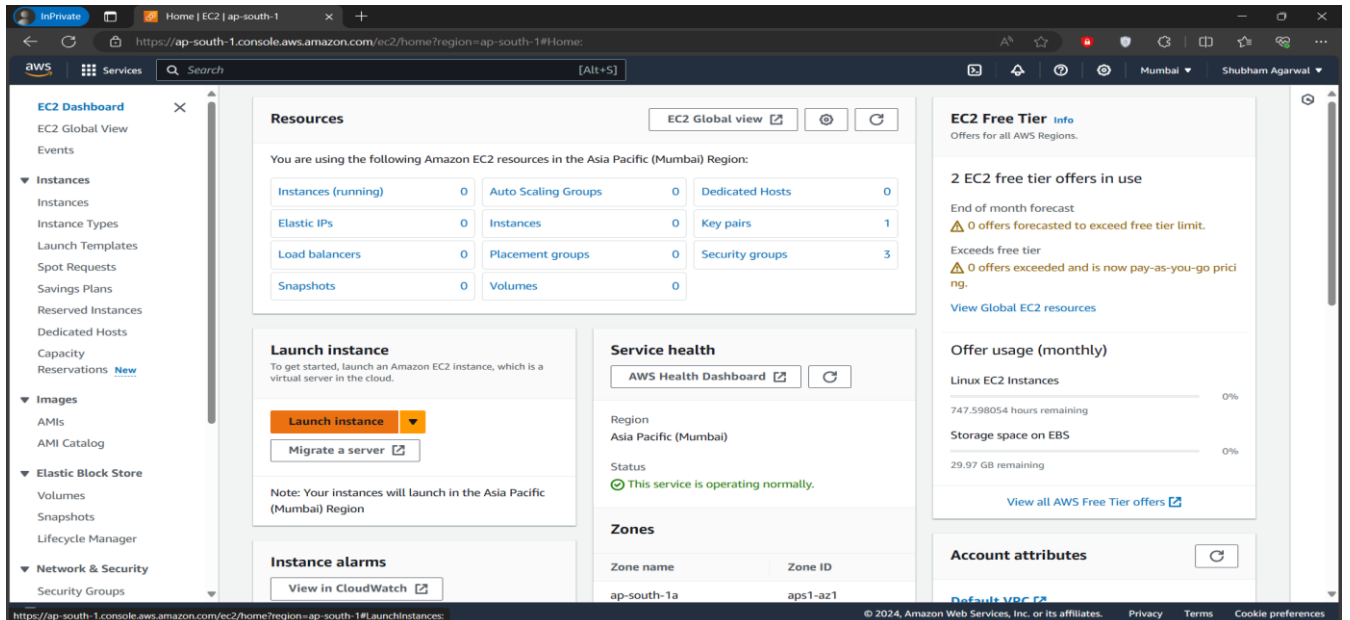 InPrivate
Home | EC2 | ap-south-1
https://ap-south-1.console.aws.amazon.com/ec2/home?region=ap-south-1#Home:
aws
Services
Search
[Alt+S]
Mumbai
Shubham Agarwal
EC2 Dashboard
EC2 Global View
Events
Instances
Instances
Instance Types
Launch Templates
Spot Requests
Savings Plans
Reserved Instances
Dedicated Hosts
Capacity
Reservations New
Images
AMIs
AMI Catalog
Elastic Block Store
Volumes
Snapshots
Lifecycle Manager
Network & Security
Security Groups
Resources
EC2 Global view
You are using the following Amazon EC2 resources in the Asia Pacific (Mumbai) Region:
Instances (running) 0
Auto Scaling Groups 0
Dedicated Hosts 0
Elastic IPs 0
Instances 0
Key pairs 1
Load balancers 0
Placement groups 0
Security groups 3
Snapshots 0
Volumes 0
Launch instance
To get started, launch an Amazon EC2 instance, which is a
virtual server in the cloud.
Launch instance
Migrate a server
Note: Your instances will launch in the Asia Pacific
(Mumbai) Region
Instance alarms
View in CloudWatch
Service health
AWS Health Dashboard
Region
Asia Pacific (Mumbai)
Status
This service is operating normally.
Zones
Zone name Zone ID
ap-south-1a aps1-az1
EC2 Free Tier Info
Offers for all AWS Regions.
2 EC2 free tier offers in use
End of month forecast
0 offers forecasted to exceed free tier limit.
Exceeds free tier
0 offers exceeded and is now pay-as-you-go prici
ng.
View Global EC2 resources
Offer usage (monthly)
Linux EC2 Instances
0%
747.598054 hours remaining
Storage space on EBS
0%
29.97 GB remaining
View all AWS Free Tier offers
Account attributes
Default VPC
https://ap-south-1.console.aws.amazon.com/ec2/home?region=ap-south-1#LaunchInstances:
© 2024, Amazon Web Services, Inc. or its affiliates.
Privacy
Terms
Cookie preferences